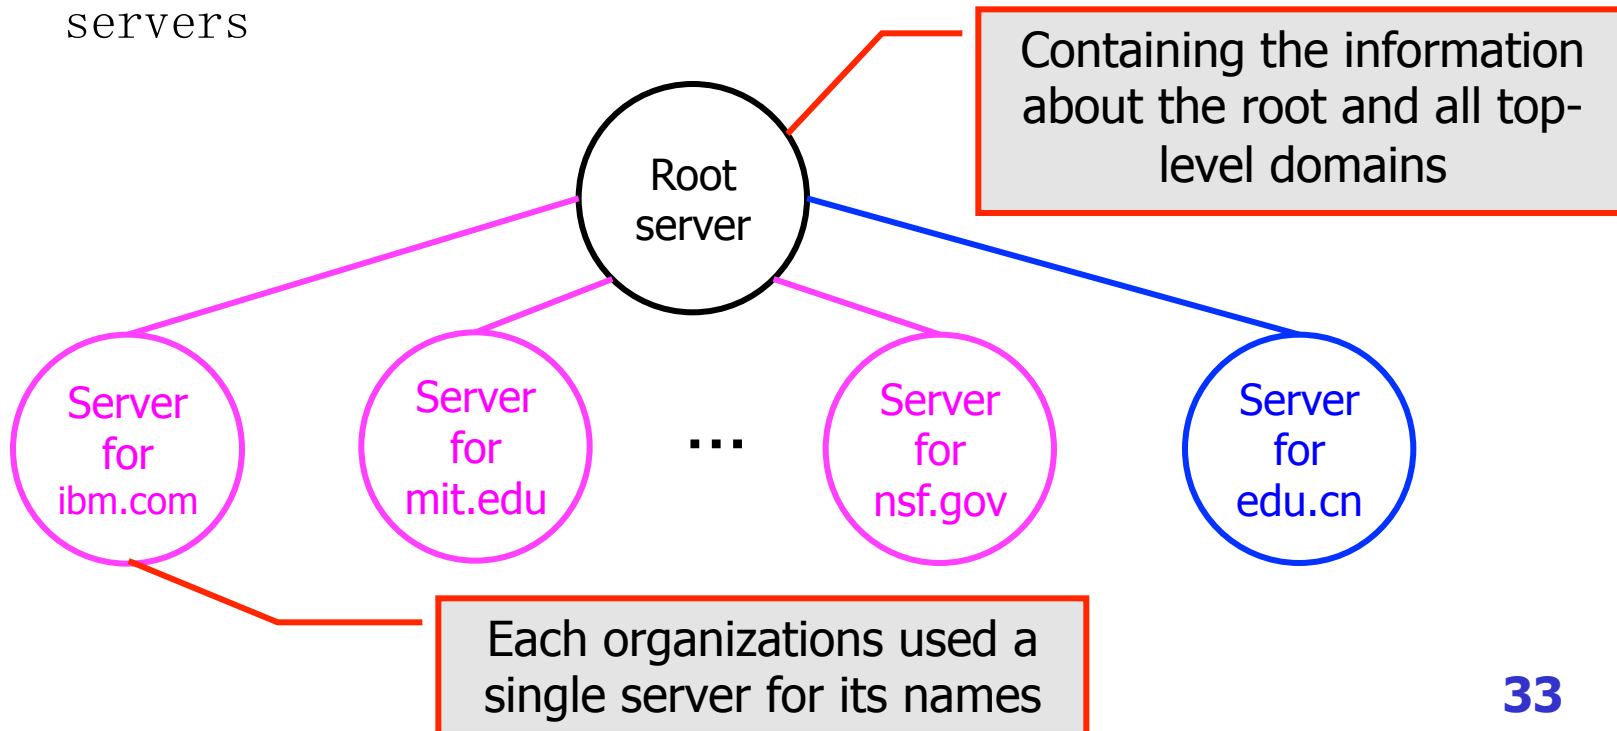 servers
Containing the information
about the root and all top-
level domains
Root
server
Server
for
ibm.com
Server
for
mit.edu
...
Server
for
nsf.gov
Server
for
edu.cn
Each organizations used a
single server for its names
33